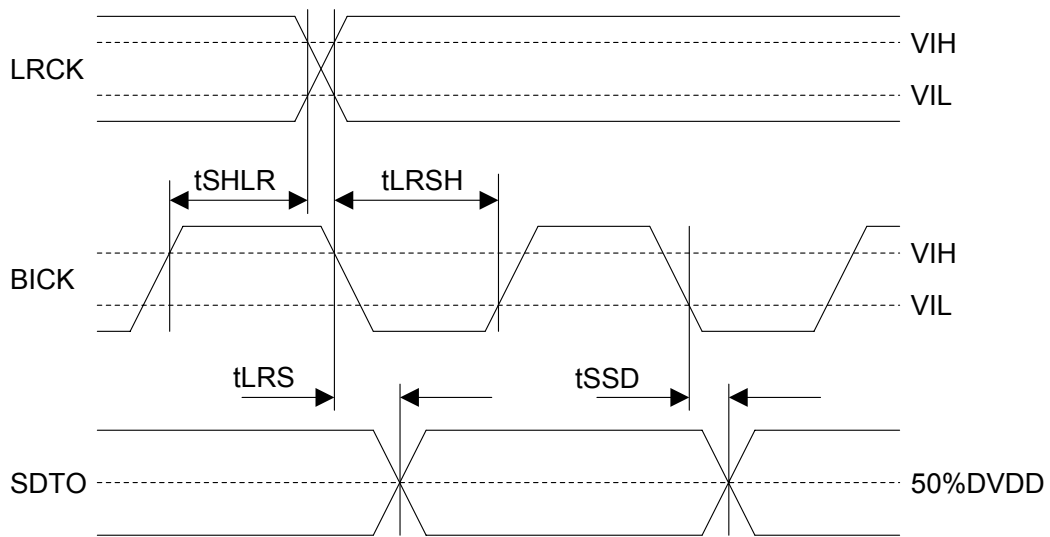 LRCK
VIH
VIL
tSHLR
tLRSH
BICK
VIH
VIL
tLRS
tSSD
SDTO
50%DVDD